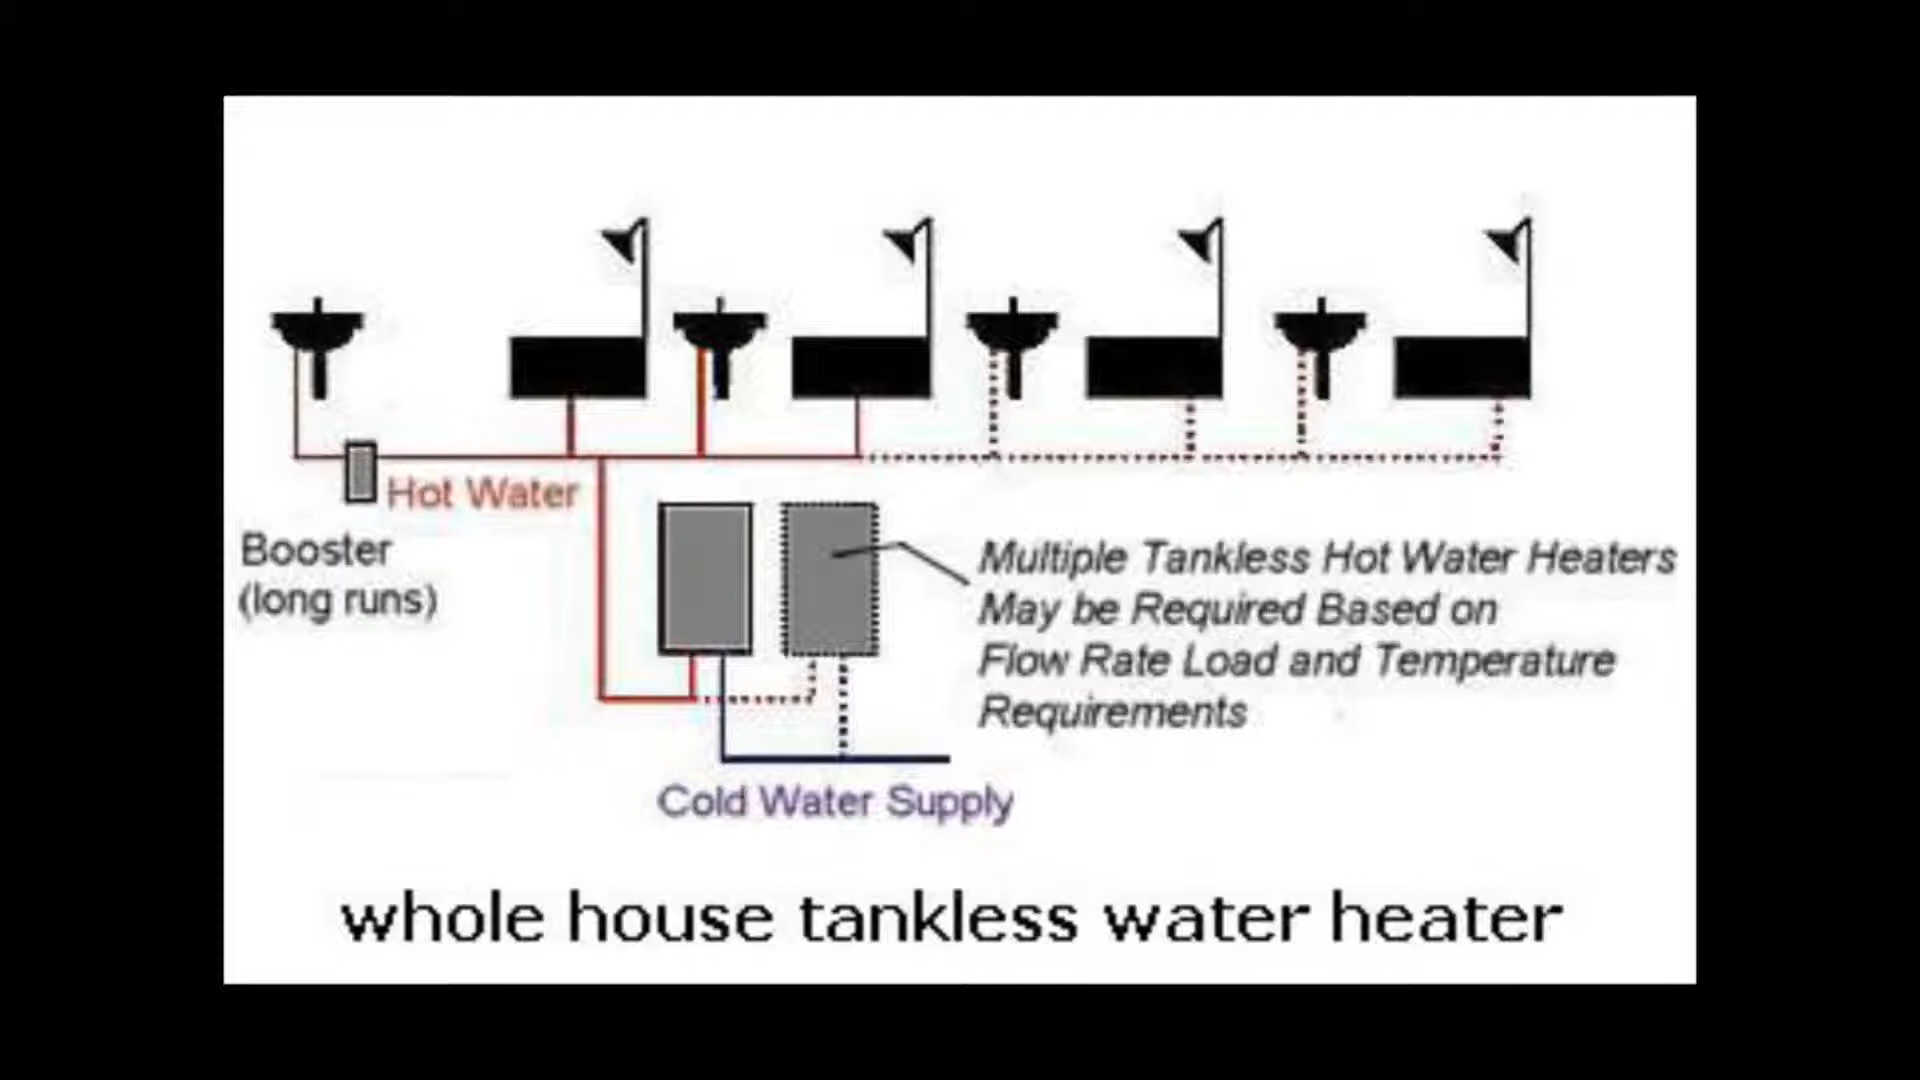 Hot Water
Booster
(long runs)
Multiple Tankless Hot Water Heaters
May be Required Based on
Flow Rate Load and Temperature
Requirements
Cold Water Supply
whole house tankless water heater